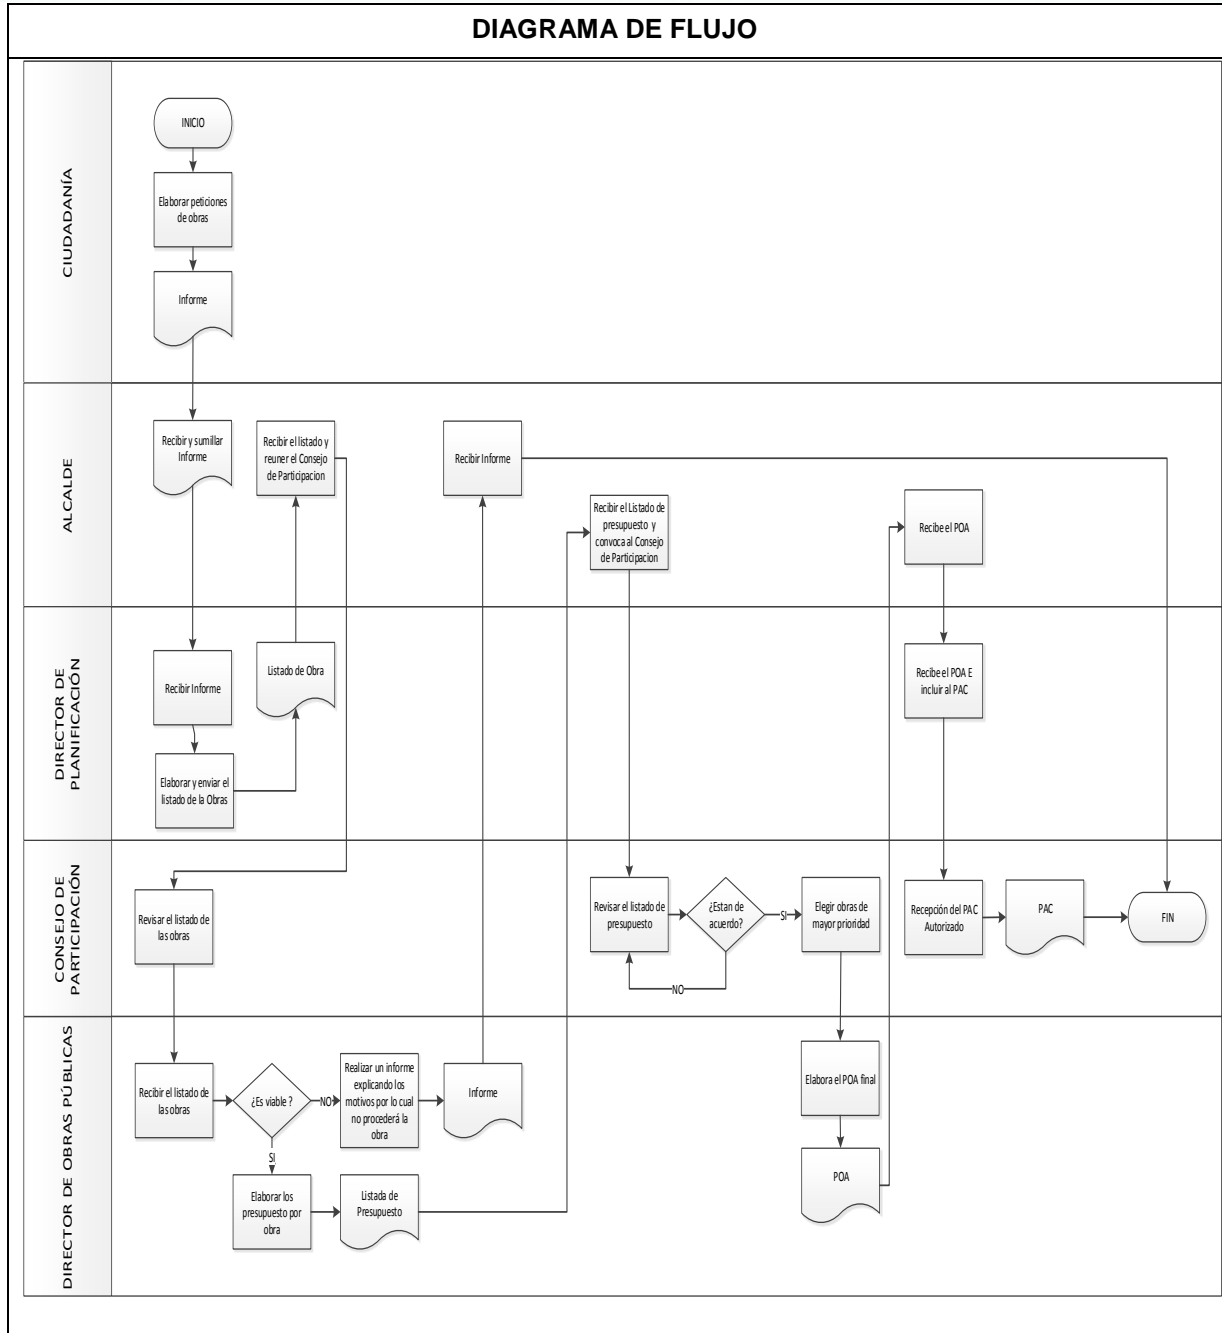 DIAGRAMA DE FLUJO
CIUDADANÍA
INICIO
Elaborar peticiones
de obras
Informe
ALCALDE
Recibir y sumillar
Informe
Recibir el listado y
reuner el Consejo
de Participacion
Recibir Informe
Recibir el Listado de
presupuesto y
convoca al Consejo
de Participacion
Recibe el POA
DIRECTOR DE
PLANIFICACIÓN
Recibir Informe
Listado de Obra
Elaborar y enviar el
listado de la Obras
Recibe el POA E
incluir al PAC
CONSEJO DE
PARTICIPACIÓN
Revisar el listado de
las obras
Revisar el listado de
presupuesto
¿Estan de
acuerdo?
SI
NO
Elegir obras de
mayor prioridad
Recepción del PAC
Autorizado
PAC
FIN
DIRECTOR DE OBRAS PÚBLICAS
Recibir el listado de
las obras
¿Es viable ?
NO
SI
Realizar un informe
explicando los
motivos por lo cual
no procederá la
obra
Informe
Elaborar los
presupuesto por
obra
Listada de
Presupuesto
Elabora el POA final
POA